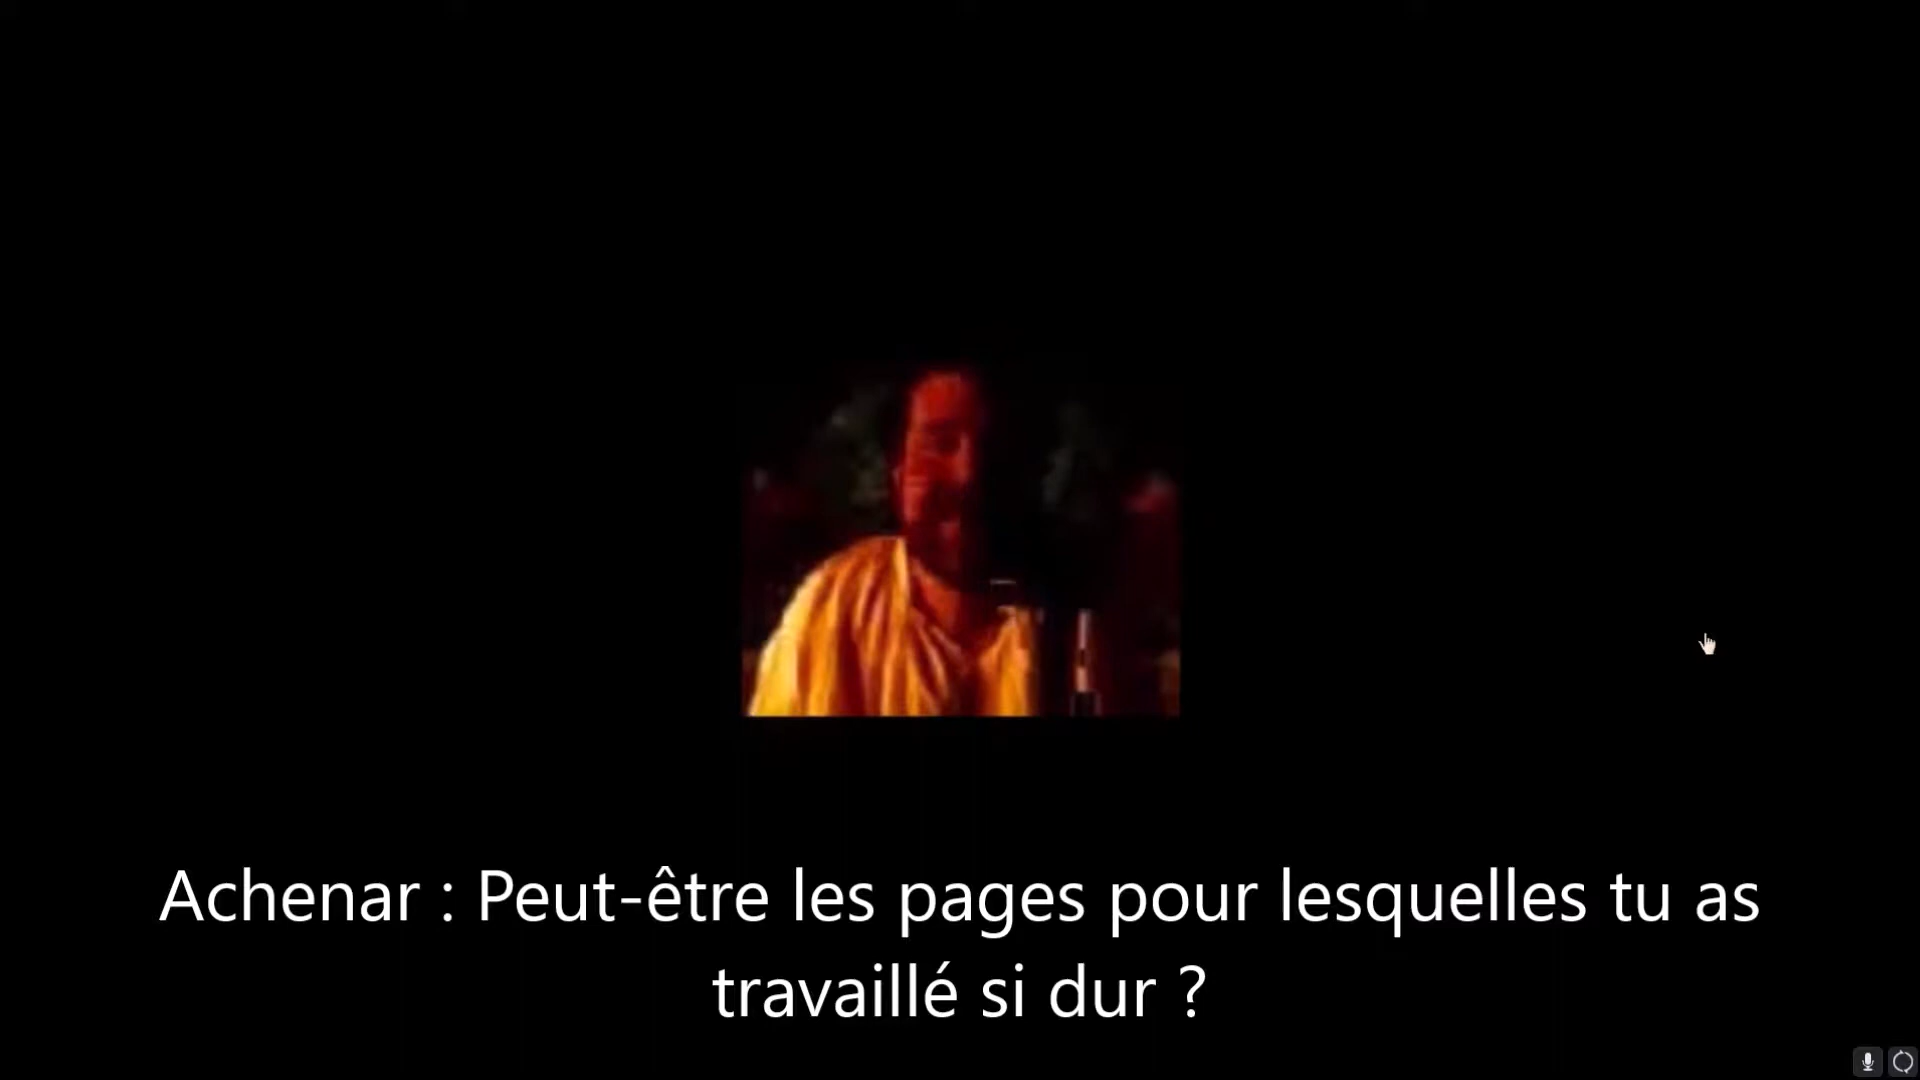 Achenar : Peut-être les pages pour lesquelles tu as
travaillé si dur ?